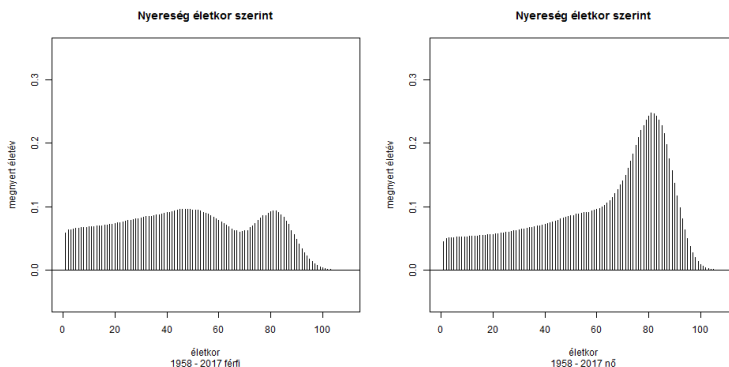 Nyereség életkor szerint
megnyert életév
0.3
0.2
0.1
0.0
0 20 40 60 80 100
életkor
1958 - 2017 férfi
Nyereség életkor szerint
megnyert életév
0.3
0.2
0.1
0.0
0 20 40 60 80 100
életkor
1958 - 2017 nő